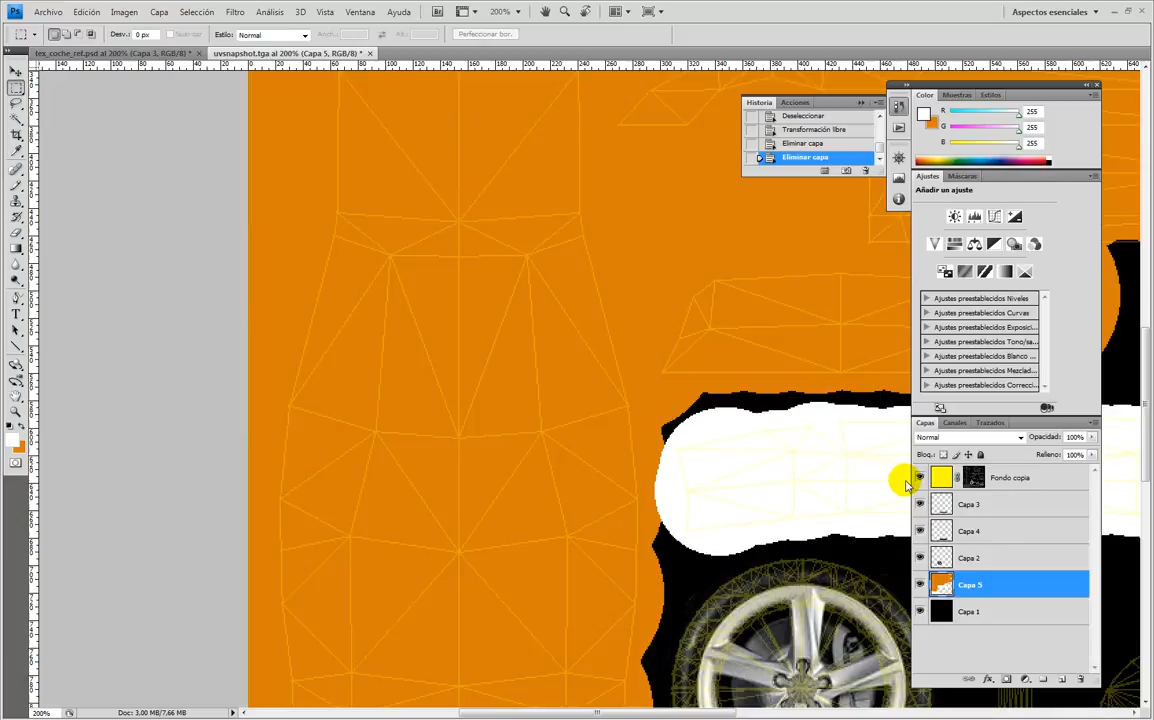 Ps Archivo Edición Imagen Capa Selección Filtro Análisis 3D Vista Ventana Ayuda Br 200% Aspectos esenciales
Desv.: 0 px Estilo: Normal Perfeccionar bor.
tex_coche_ref.psd al 200% (Capa 3, RGB/8) * uvsnapshot.tga al 200% (Capa 5, RGB/8) *
Historia Acciones
Deseleccionar
Transformación libre
Eliminar capa
Eliminar capa
Color Muestras Estilos
R 255
G 255
B 255
Ajustes Máscaras
Añadir un ajuste
Ajustes preestablecidos Niveles
Ajustes preestablecidos Curvas
Ajustes preestablecidos Exposici...
Ajustes preestablecidos Tono/sa...
Ajustes preestablecidos Blanco ...
Ajustes preestablecidos Mezclad...
Ajustes preestablecidos Correcci...
Capas Canales Trazados
Normal Opacidad: 100%
Bloq.: Relleno: 100%
Fondo copia
Capa 3
Capa 4
Capa 2
Capa 5
Capa 1
200% Doc: 3,00 MB/7,66 MB